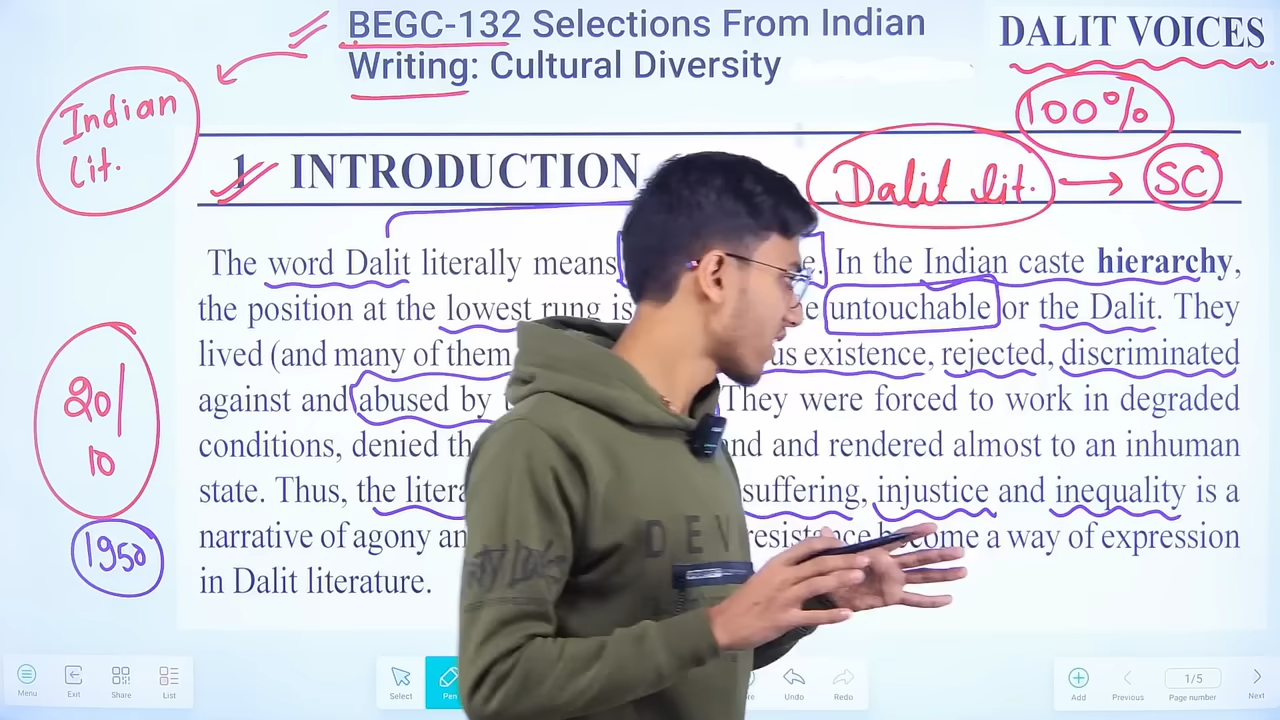 BEGC-132 Selections From Indian
Writing: Cultural Diversity
DALIT VOICES
Indian
lit.
100%
1 INTRODUCTION
Dalit lit. → SC
The word Dalit literally means e. In the Indian caste hierarchy,
the position at the lowest rung is e untouchable or the Dalit. They
lived (and many of them us existence, rejected, discriminated
against and abused by They were forced to work in degraded
conditions, denied nd and rendered almost to an inhuman
state. Thus, the suffering, injustice and inequality is a
narrative of agony resistance become a way of expression
in Dalit literature.
20/
10
1950
DEV
Menu
Exit
Share
List
Select
Pen
Undo
Redo
Add
Previous
1/5
Page number
Next